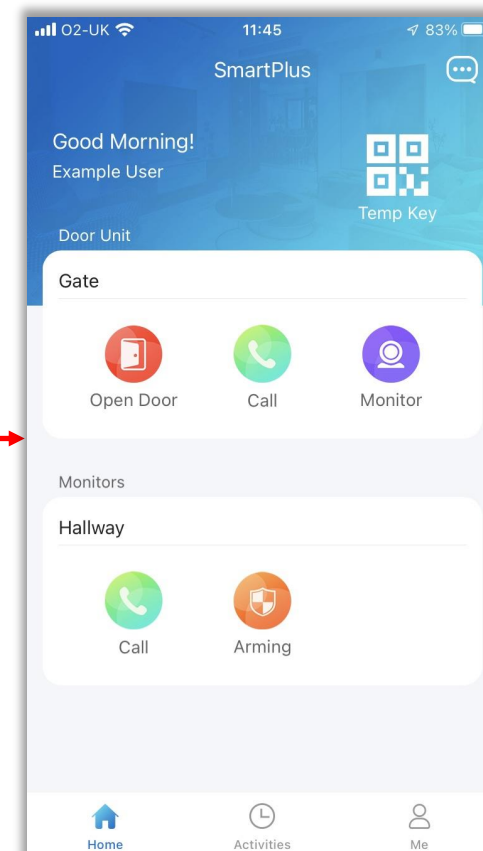 O2-UK 11:45 83%
SmartPlus
Good Morning!
Example User
Temp Key
Door Unit
Gate
Open Door Call Monitor
Monitors
Hallway
Call Arming
Home Activities Me